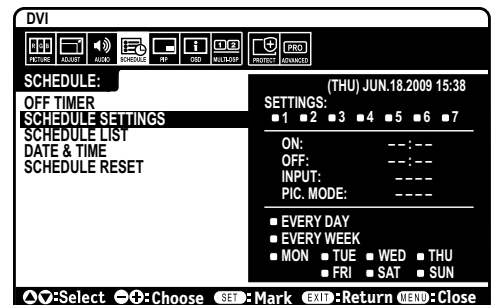 DVI
RGB
PICTURE ADJUST AUDIO SCHEDULE PIP OSD MULTI-DSP PROTECT ADVANCED
1 2 PRO
SCHEDULE:
OFF TIMER
SCHEDULE SETTINGS
SCHEDULE LIST
DATE & TIME
SCHEDULE RESET
(THU) JUN.18.2009 15:38
SETTINGS:
1 2 3 4 5 6 7
ON: --:--
OFF: --:--
INPUT: ----
PIC. MODE: ----
EVERY DAY
EVERY WEEK
MON TUE WED THU
FRI SAT SUN
:Select :Choose SET:Mark EXIT:Return MENU:Close